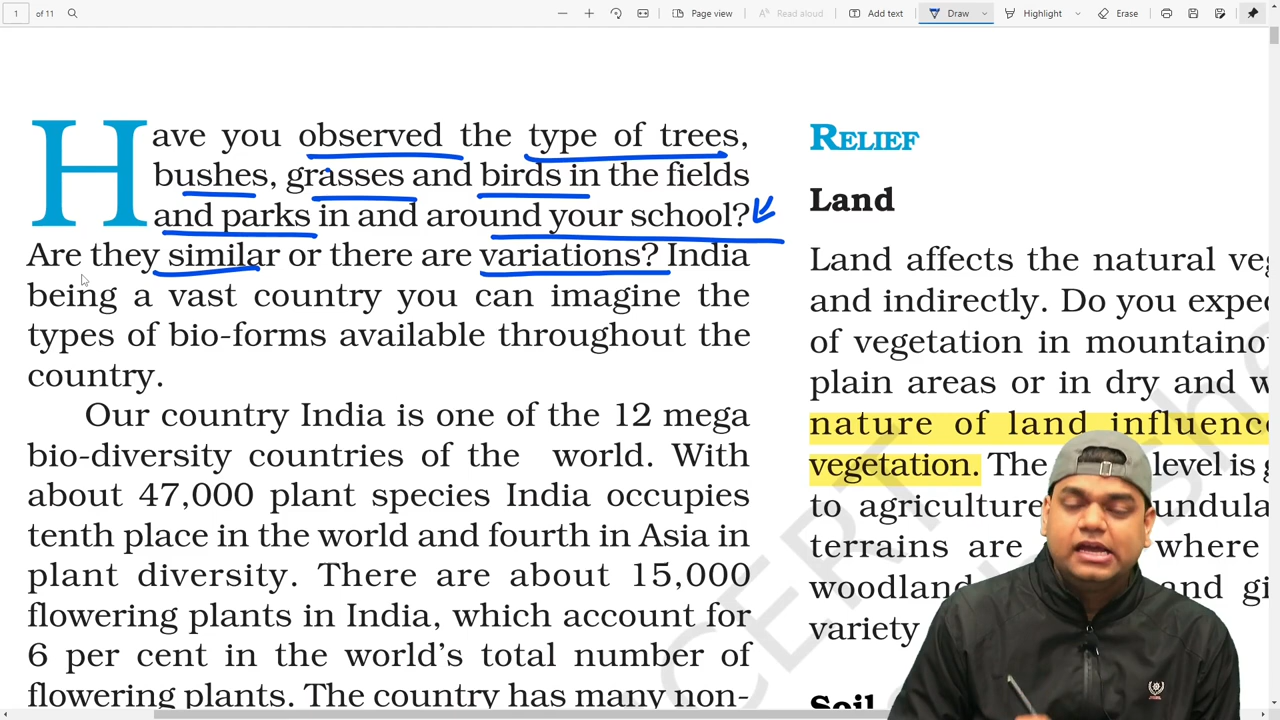 1 of 11 Page view Read aloud Add text Draw Highlight Erase
Have you observed the type of trees,
bushes, grasses and birds in the fields
and parks in and around your school?
Are they similar or there are variations? India
being a vast country you can imagine the
types of bio-forms available throughout the
country.
Our country India is one of the 12 mega
bio-diversity countries of the world. With
about 47,000 plant species India occupies
tenth place in the world and fourth in Asia in
plant diversity. There are about 15,000
flowering plants in India, which account for
6 per cent in the world's total number of
flowering plants. The country has many non-
RELIEF
Land
Land affects the natural veg
and indirectly. Do you expec
of vegetation in mountaino
plain areas or in dry and w
nature of land influence
vegetation. The level is g
to agriculture undula
terrains are where
woodland and gi
variety
Soil